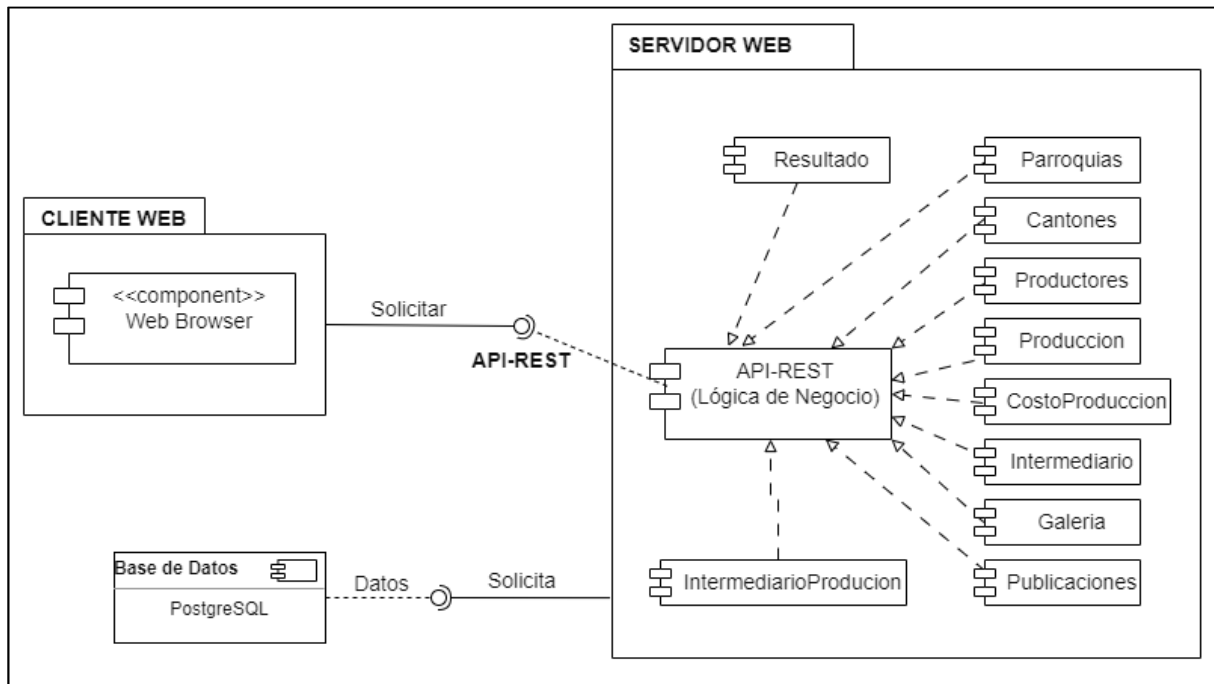 SERVIDOR WEB
Resultado
Parroquias
CLIENTE WEB
Cantones
<<component>>
Web Browser
Productores
Solicitar
API-REST
Produccion
API-REST
(Lógica de Negocio)
CostoProduccion
Intermediario
Galeria
Base de Datos
PostgreSQL
Datos
Solicita
IntermediarioProducion
Publicaciones